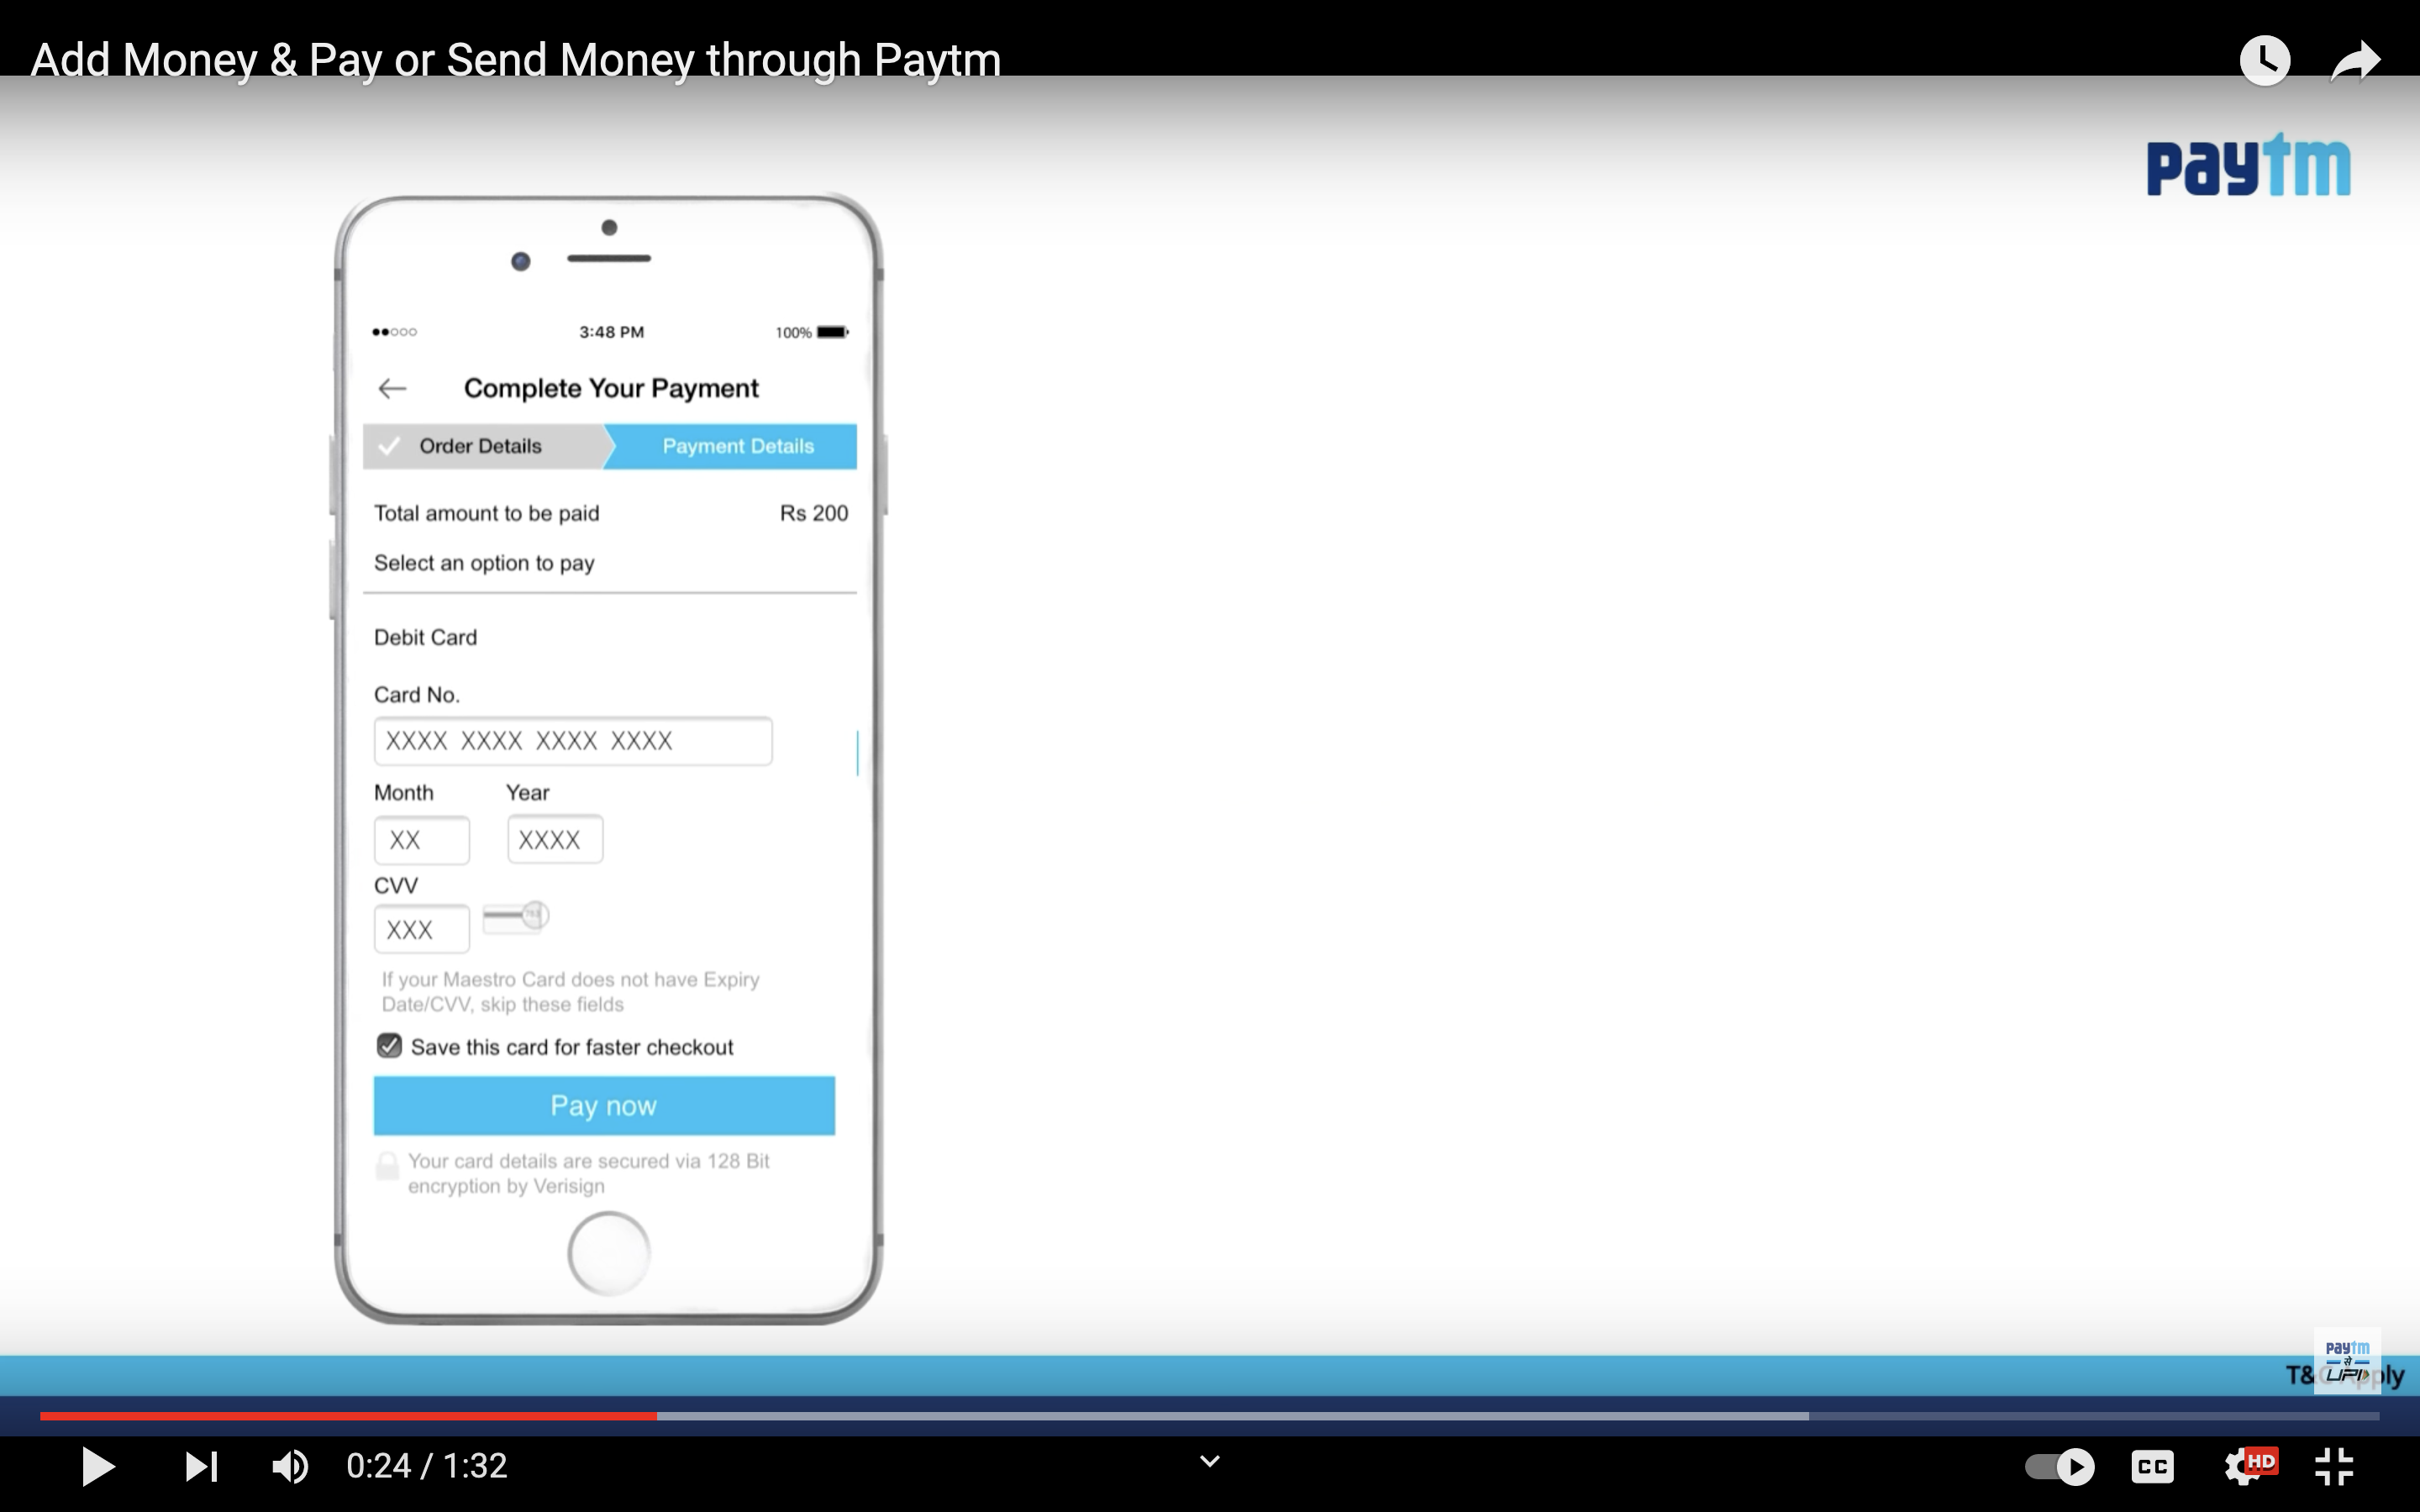 Add Money & Pay or Send Money through Paytm
paytm
3:48 PM 100%
Complete Your Payment
Order Details Payment Details
Total amount to be paid Rs 200
Select an option to pay
Debit Card
Card No.
XXXX XXXX XXXX XXXX
Month Year
XX XXXX
CVV
XXX
If your Maestro Card does not have Expiry
Date/CVV, skip these fields
Save this card for faster checkout
Pay now
Your card details are secured via 128 Bit
encryption by Verisign
paytm
से
UPI
T&C Apply
0:24 / 1:32
CC
HD